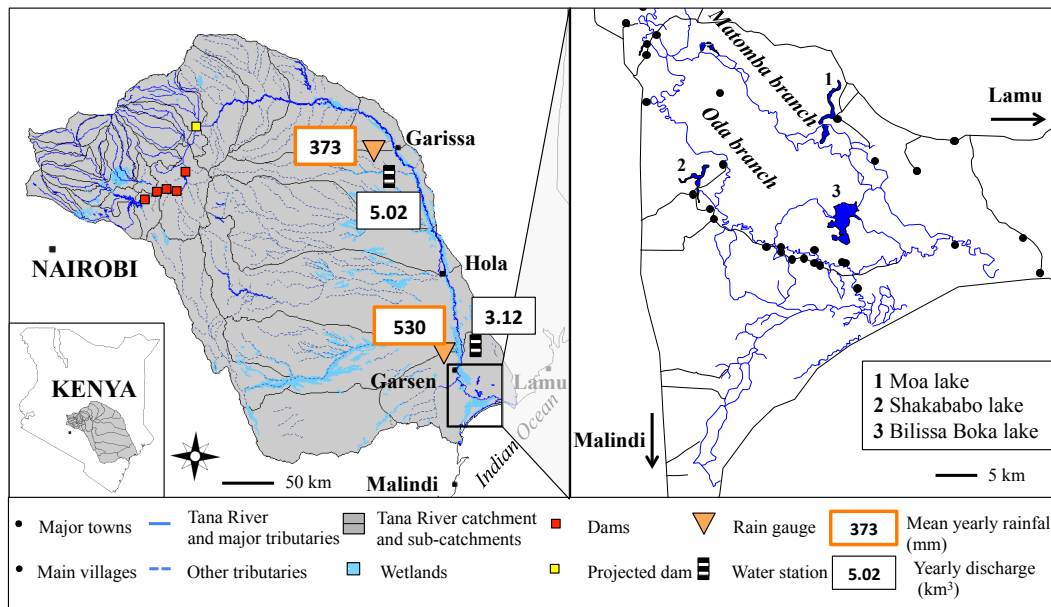 373
Garissa
5.02
NAIROBI
Hola
530
3.12
Garsen
Lamu
Indian Ocean
KENYA
50 km
Malindi
Matomba branch
Oda branch
1
2
3
Lamu
Malindi
1 Moa lake
2 Shakababo lake
3 Bilissa Boka lake
5 km
Major towns
Tana River
and major tributaries
Tana River catchment
and sub-catchments
Dams
Rain gauge
373
Mean yearly rainfall
(mm)
Main villages
Other tributaries
Wetlands
Projected dam
Water station
5.02
Yearly discharge
(km³)